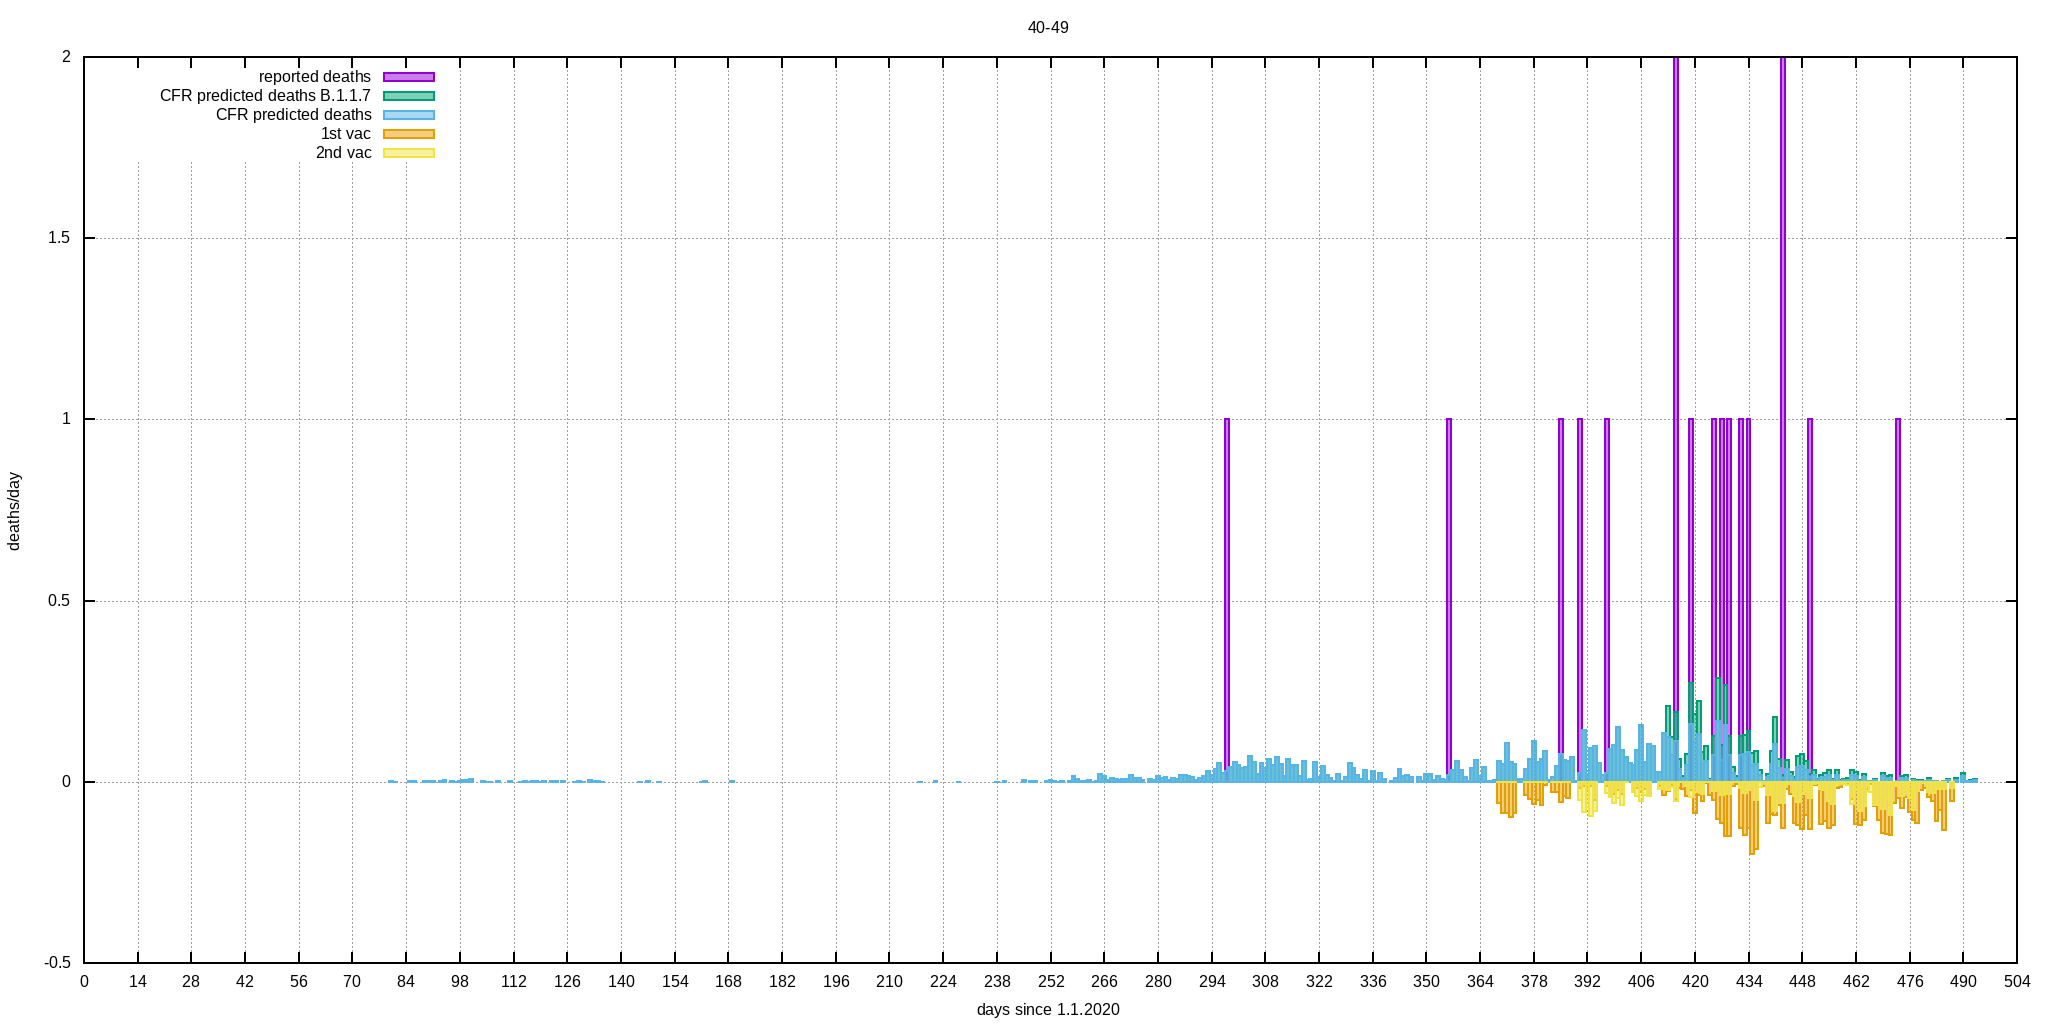 40-49
2
1.5
1
0.5
0
-0.5
deaths/day
reported deaths
CFR predicted deaths B.1.1.7
CFR predicted deaths
1st vac
2nd vac
0 14 28 42 56 70 84 98 112 126 140 154 168 182 196 210 224 238 252 266 280 294 308 322 336 350 364 378 392 406 420 434 448 462 476 490 504
days since 1.1.2020